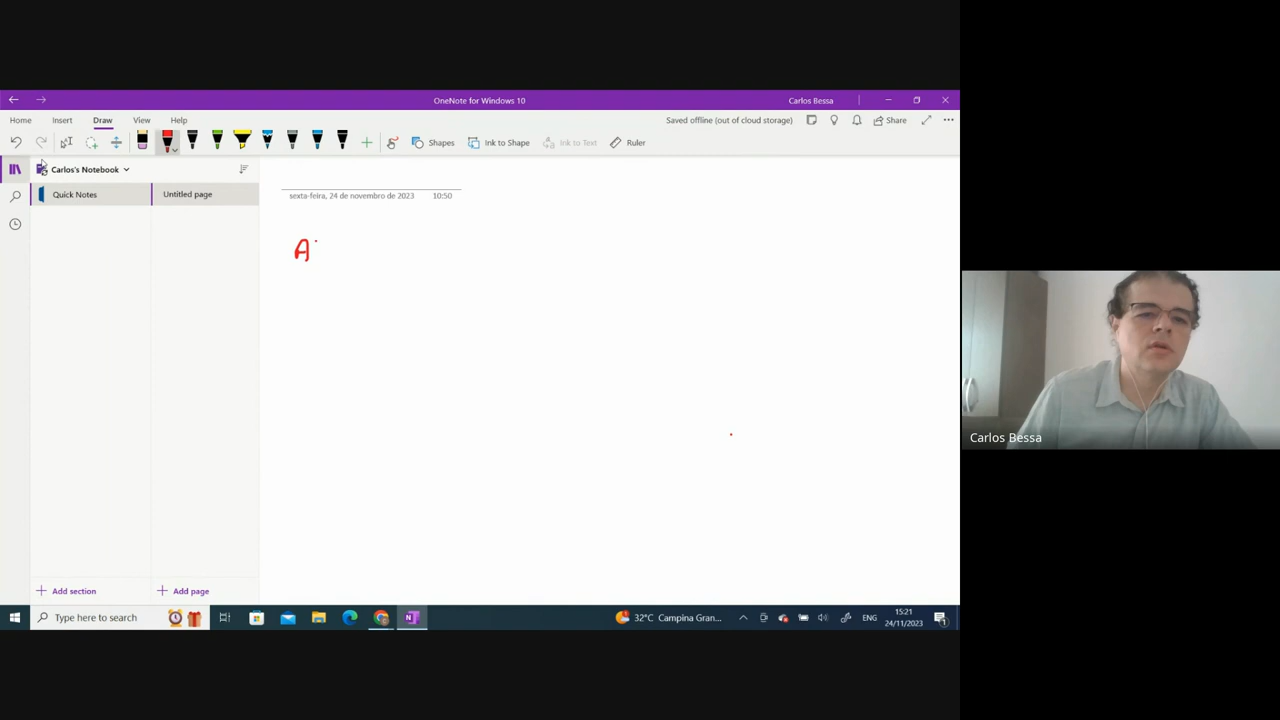 OneNote for Windows 10
Carlos Bessa
Home Insert Draw View Help
Saved offline (out of cloud storage)
Share
Shapes
Ink to Shape
Ink to Text
Ruler
Carlos's Notebook
Quick Notes
Untitled page
sexta-feira, 24 de novembro de 2023 10:50
A
Carlos Bessa
Add section
Add page
Type here to search
32°C Campina Gran...
ENG
15:21
24/11/2023
1